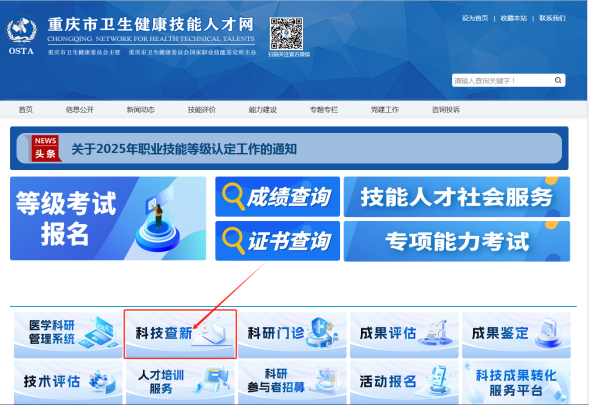 设为首页 | 收藏本站 | 联系我们
重庆市卫生健康技能人才网
CHONGQING NETWORK FOR HEALTH TECHNICAL TALENTS
OSTA
重庆市卫生健康委员会主管 重庆市卫生健康委员会国家职业技能鉴定所主办
扫码关注官方微信
请输入查询关键字！
首页 信息公开 新闻动态 技能评价 能力建设 专题专栏 党建工作 咨询投诉
NEWS
头条
关于2025年职业技能等级认定工作的通知
等级考试
报名
成绩查询
技能人才社会服务
证书查询
专项能力考试
医学科研
管理系统
科技查新
科研门诊
成果评估
成果鉴定
技术评估
人才培训
服务
科研
参与者招募
活动报名
科技成果转化
服务平台